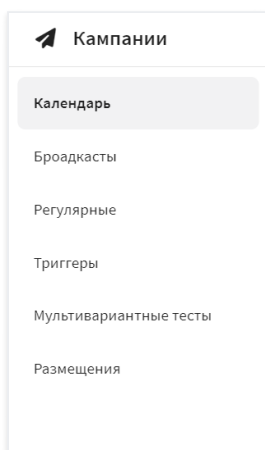 Кампании
Календарь
Броадкасты
Регулярные
Триггеры
Мультивариантные тесты
Размещения